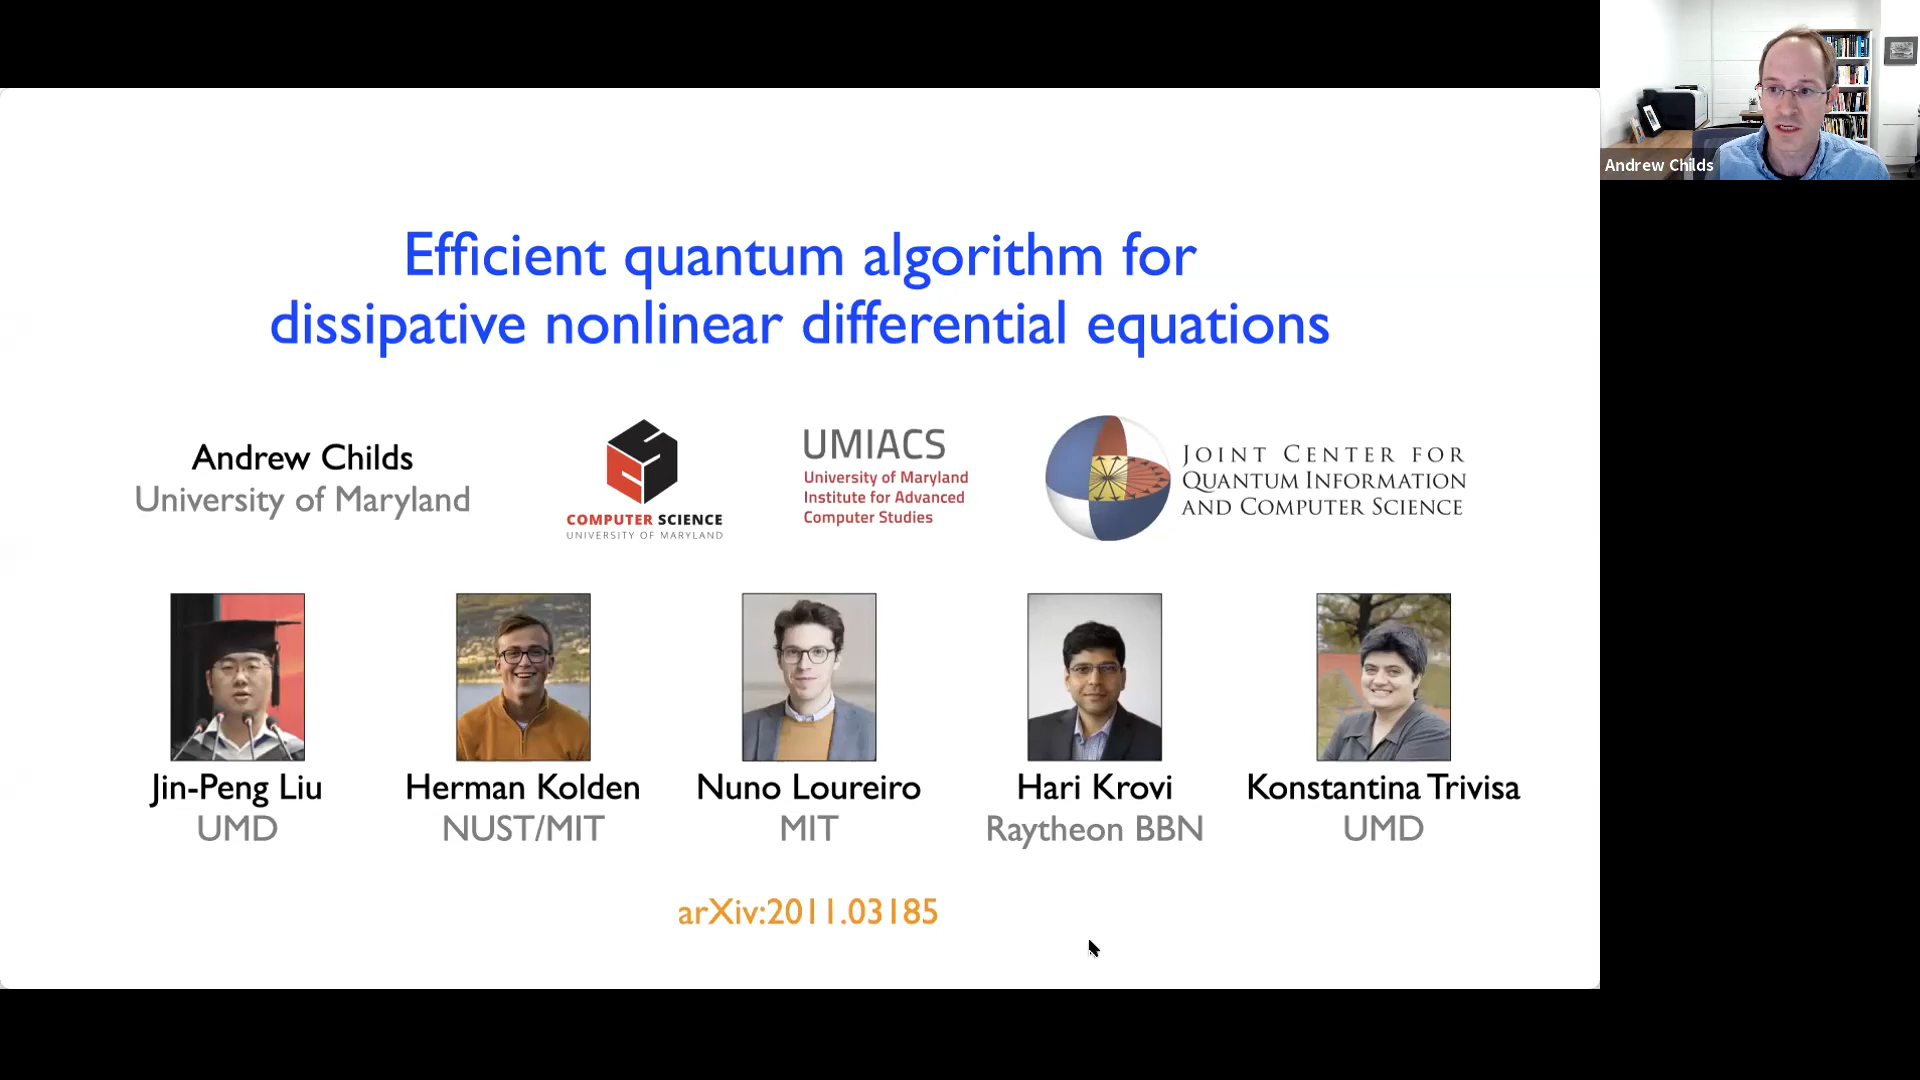 Efficient quantum algorithm for
dissipative nonlinear differential equations
Andrew Childs
University of Maryland
COMPUTER SCIENCE
UNIVERSITY OF MARYLAND
UMIACS
University of Maryland
Institute for Advanced
Computer Studies
JOINT CENTER FOR
QUANTUM INFORMATION
AND COMPUTER SCIENCE
Jin-Peng Liu
UMD
Herman Kolden
NUST/MIT
Nuno Loureiro
MIT
Hari Krovi
Raytheon BBN
Konstantina Trivisa
UMD
arXiv:2011.03185
Andrew Childs